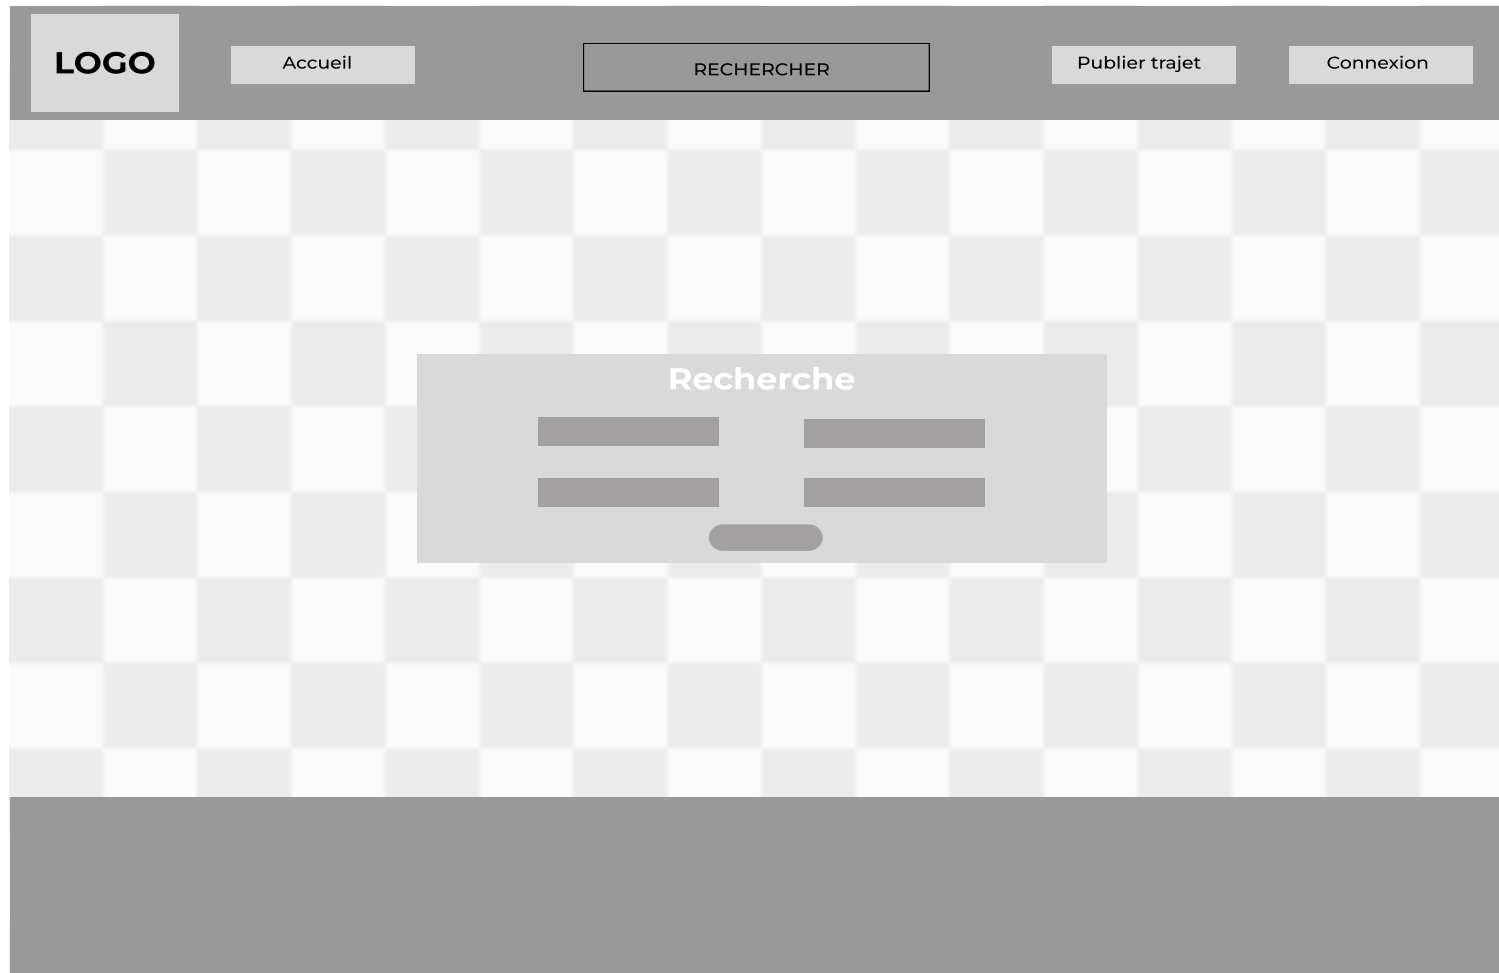 LOGO
Accueil
RECHERCHER
Publier trajet
Connexion
Recherche